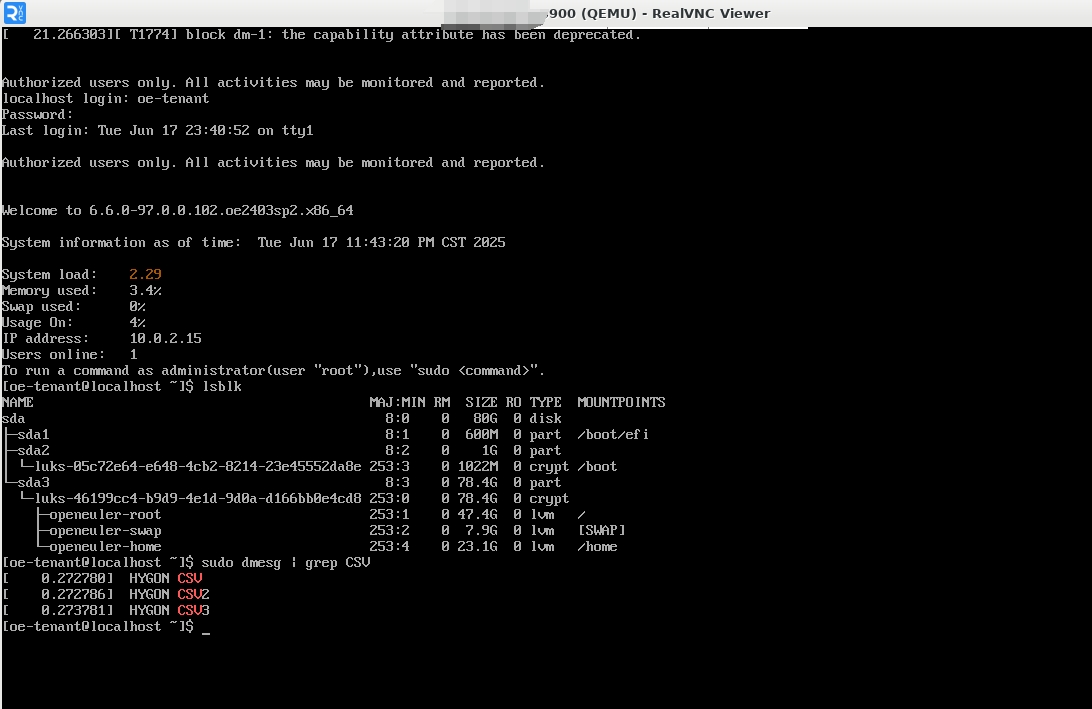 900 (QEMU) - RealVNC Viewer
[   21.266303][ T1774] block dm-1: the capability attribute has been deprecated.
Authorized users only. All activities may be monitored and reported.
localhost login: oe-tenant
Password:
Last login: Tue Jun 17 23:40:52 on tty1
Authorized users only. All activities may be monitored and reported.
Welcome to 6.6.0-97.0.0.102.oe2403sp2.x86_64
System information as of time:  Tue Jun 17 11:43:20 PM CST 2025
System load:    2.29
Memory used:    3.4%
Swap used:      0%
Usage On:       4%
IP address:     10.0.2.15
Users online:   1
To run a command as administrator(user "root"),use "sudo <command>".
[oe-tenant@localhost ~]$ lsblk
NAME                                          MAJ:MIN RM  SIZE RO TYPE  MOUNTPOINTS
sda                                             8:0    0   80G  0 disk
├─sda1                                          8:1    0  600M  0 part  /boot/efi
├─sda2                                          8:2    0    1G  0 part
│ └─luks-05c72e64-e648-4cb2-8214-23e45552da8e 253:3    0 1022M  0 crypt /boot
└─sda3                                          8:3    0 78.4G  0 part
  └─luks-46199cc4-b9d9-4e1d-9d0a-d166bb0e4cd8 253:0    0 78.4G  0 crypt
    ├─openeuler-root                          253:1    0 47.4G  0 lvm   /
    ├─openeuler-swap                          253:2    0  7.9G  0 lvm   [SWAP]
    └─openeuler-home                          253:4    0 23.1G  0 lvm   /home
[oe-tenant@localhost ~]$ sudo dmesg | grep CSV
[    0.272780]  HYGON CSV
[    0.272786]  HYGON CSV2
[    0.273781]  HYGON CSV3
[oe-tenant@localhost ~]$ _